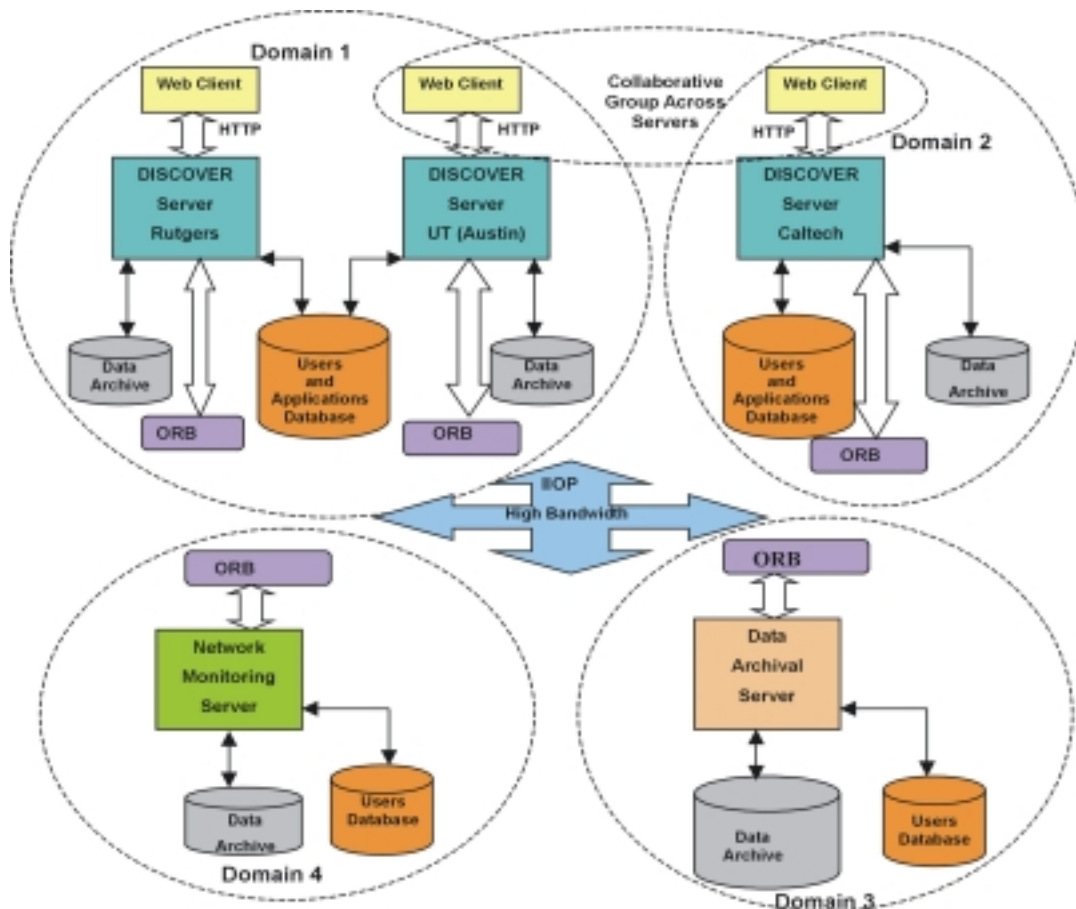 Domain 1
Web Client
HTTP
DISCOVER
Server
Rutgers
Data
Archive
ORB
Users
and
Applications
Database
Web Client
HTTP
DISCOVER
Server
UT (Austin)
Data
Archive
ORB
Collaborative
Group Across
Servers
Web Client
HTTP
Domain 2
DISCOVER
Server
Caltech
Users
and
Applications
Database
Data
Archive
ORB
IIOP
High Bandwidth
ORB
Network
Monitoring
Server
Data
Archive
Users
Database
Domain 4
ORB
Data
Archival
Server
Data
Archive
Users
Database
Domain 3